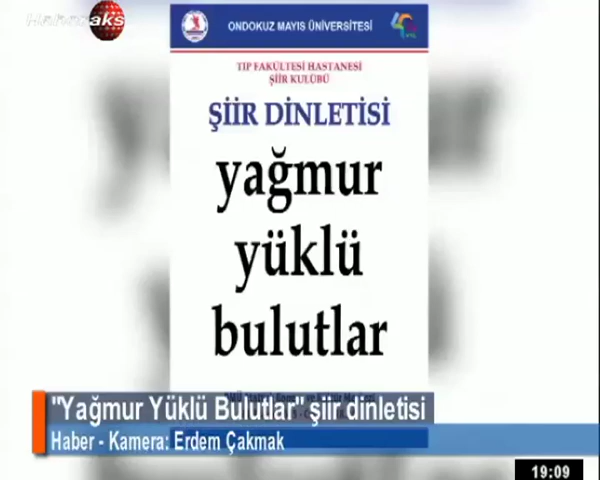 ONDOKUZ MAYIS ÜNİVERSİTESİ
TIP FAKÜLTESİ HASTANESİ
ŞİİR KULÜBÜ
ŞİİR DİNLETİSİ
yağmur
yüklü
bulutlar
"Yağmur Yüklü Bulutlar" şiir dinletisi
Haber - Kamera: Erdem Çakmak
19:09